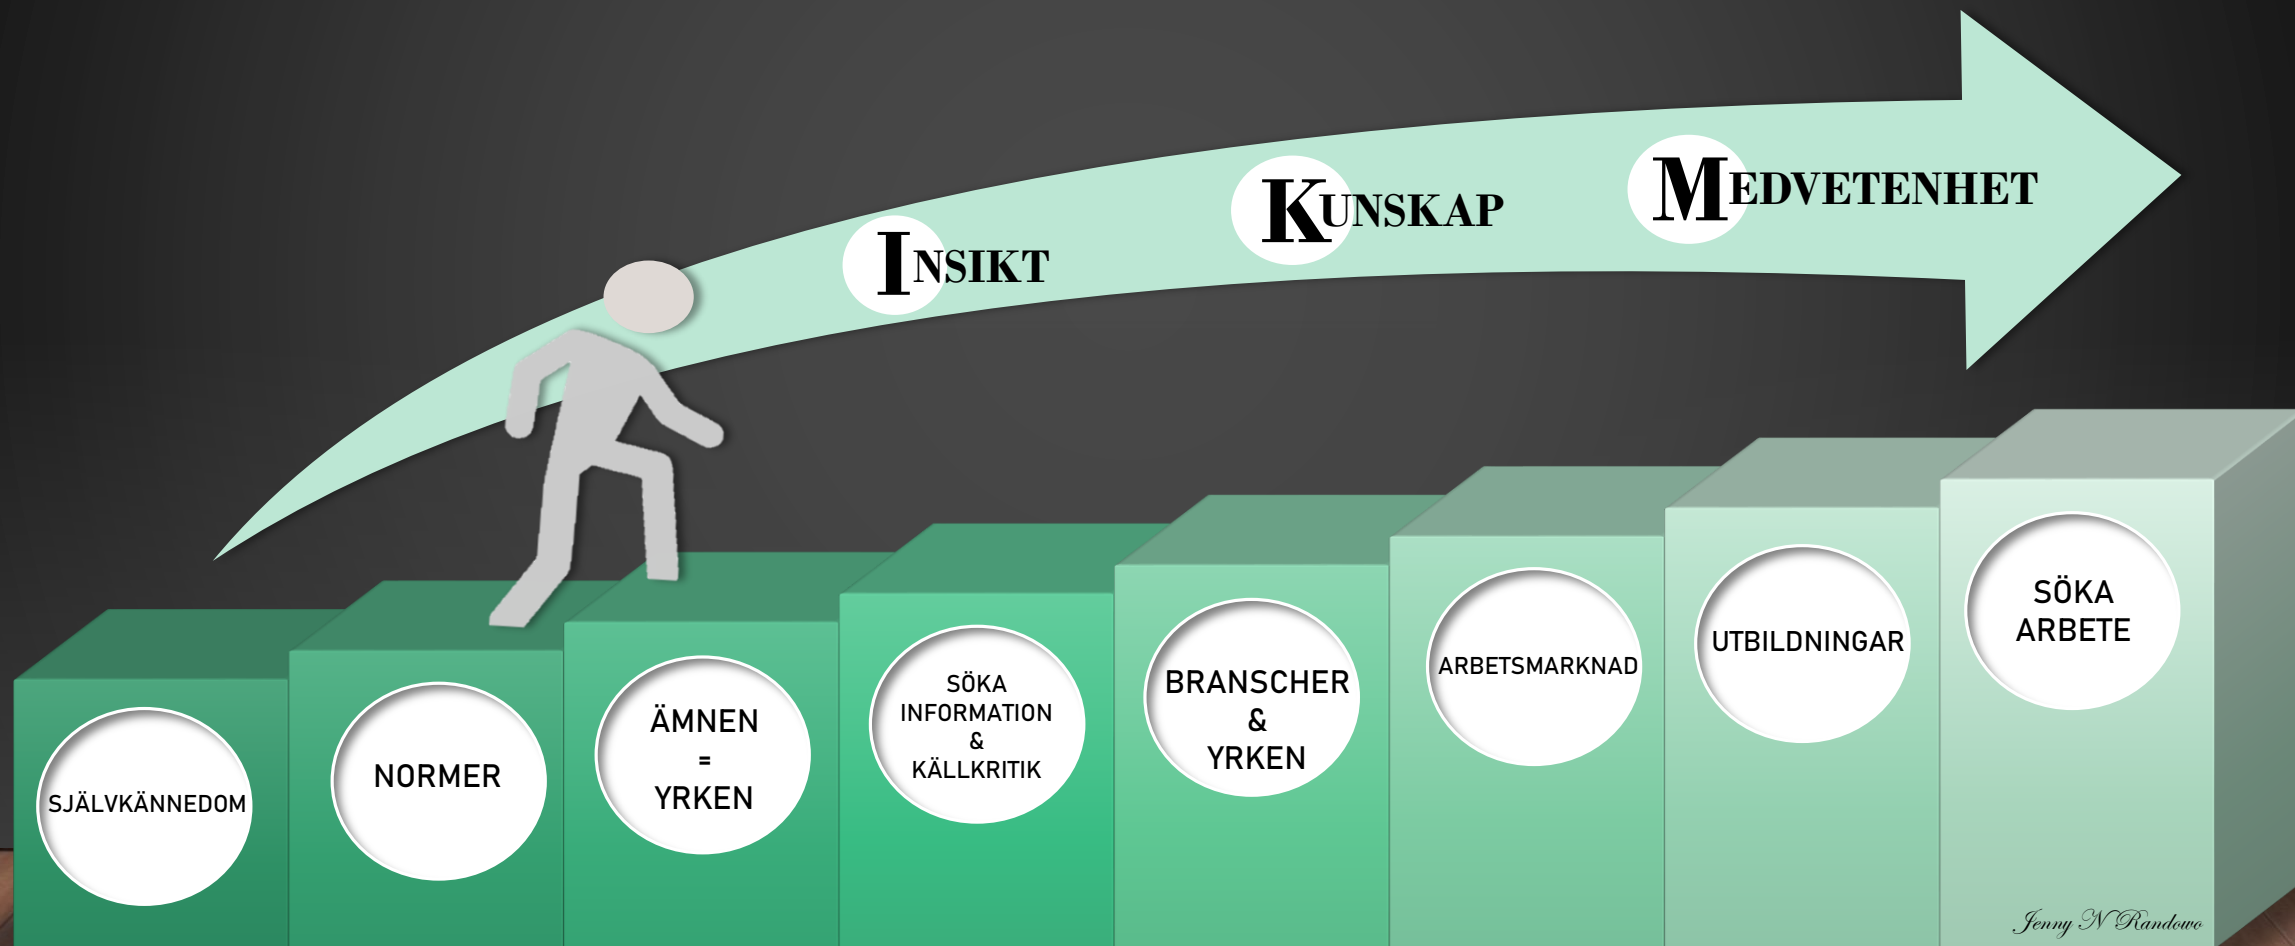 INSIKT
KUNSKAP
MEDVETENHET
SJÄLVKÄNNEDOM
NORMER
ÄMNEN
=
YRKEN
SÖKA
INFORMATION
&
KÄLLKRITIK
BRANSCHER
&
YRKEN
ARBETSMARKNAD
UTBILDNINGAR
SÖKA
ARBETE
Jenny N Randowo